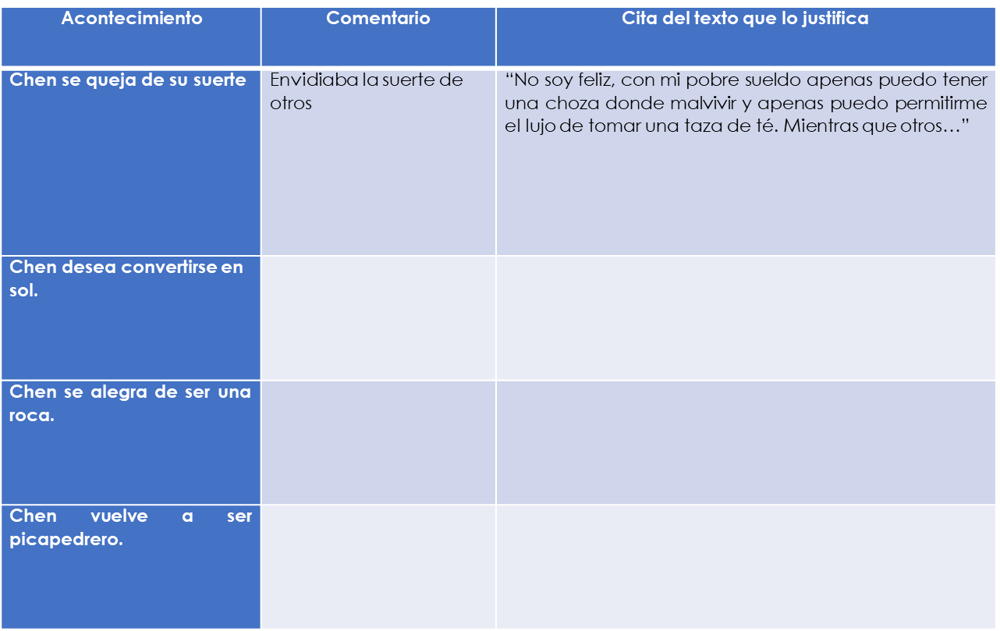 Acontecimiento
Comentario
Cita del texto que lo justifica
Chen se queja de su suerte
Envidiaba la suerte de
otros
“No soy feliz, con mi pobre sueldo apenas puedo tener
una choza donde malvivir y apenas puedo permitirme
el lujo de tomar una taza de té. Mientras que otros…”
Chen desea convertirse en
sol.
Chen se alegra de ser una
roca.
Chen vuelve a ser
picapedrero.